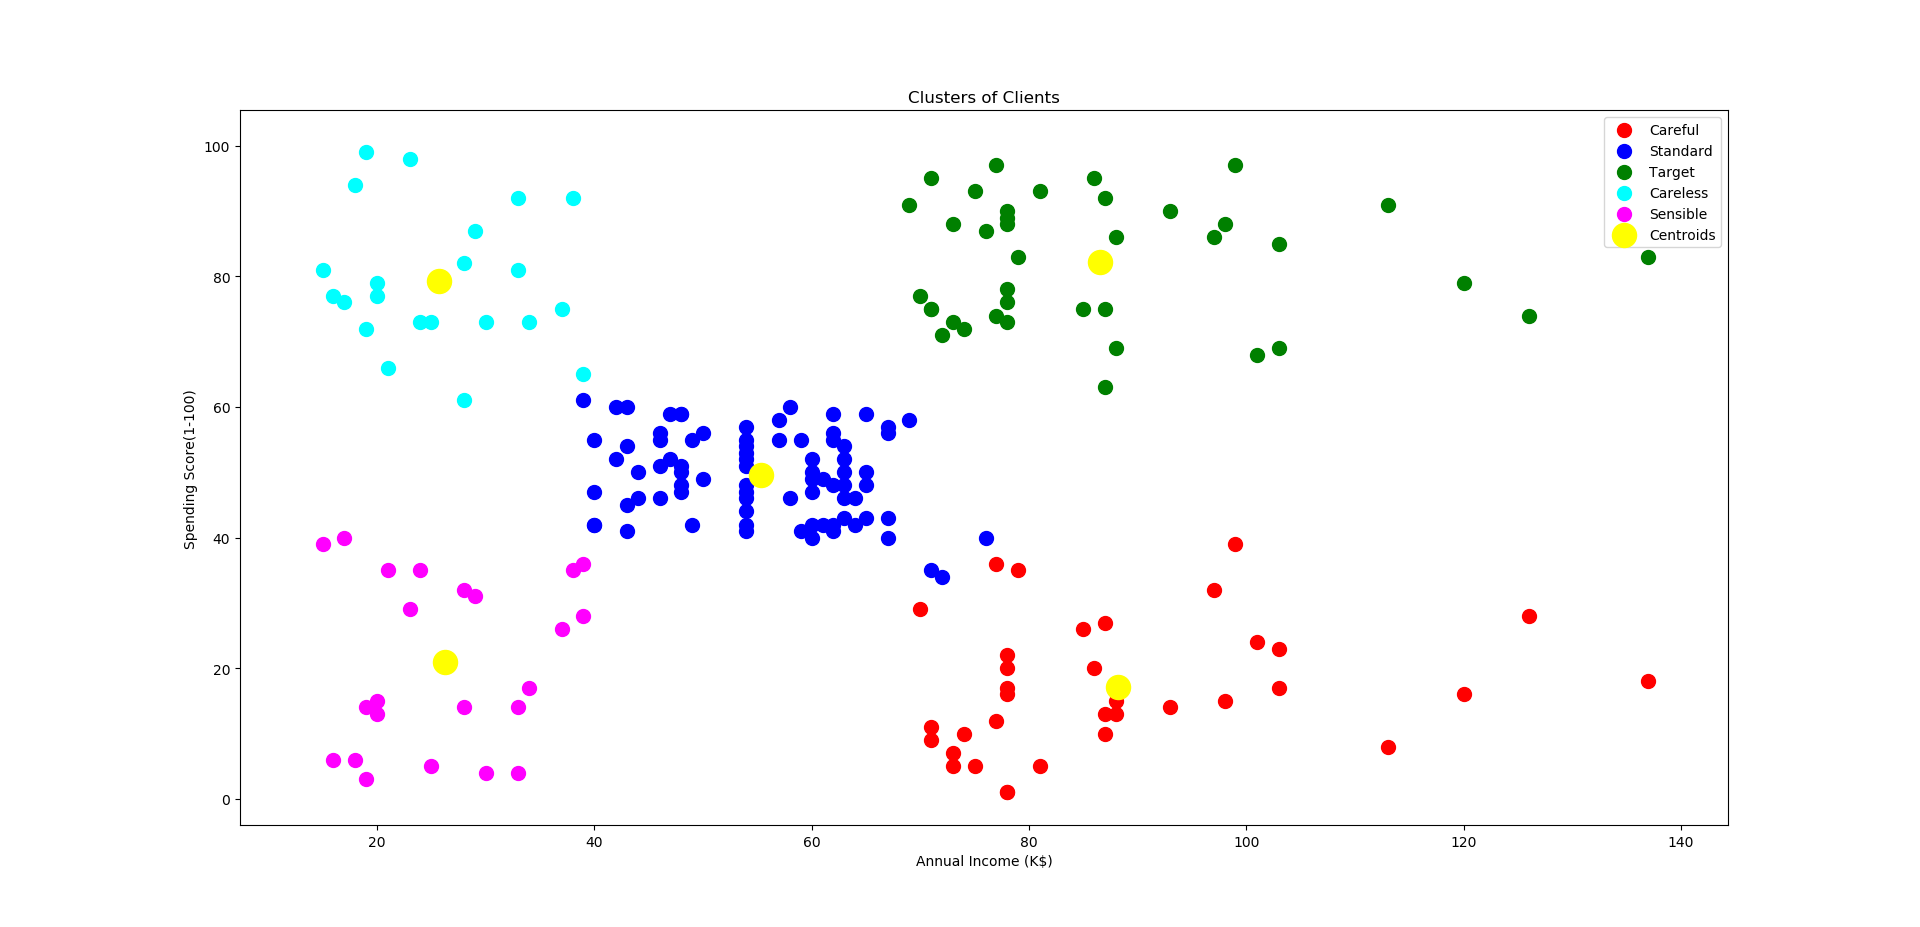 Clusters of Clients
Careful
Standard
Target
Careless
Sensible
Centroids
Spending Score(1-100)
100
80
60
40
20
0
20
40
60
80
100
120
140
Annual Income (K$)